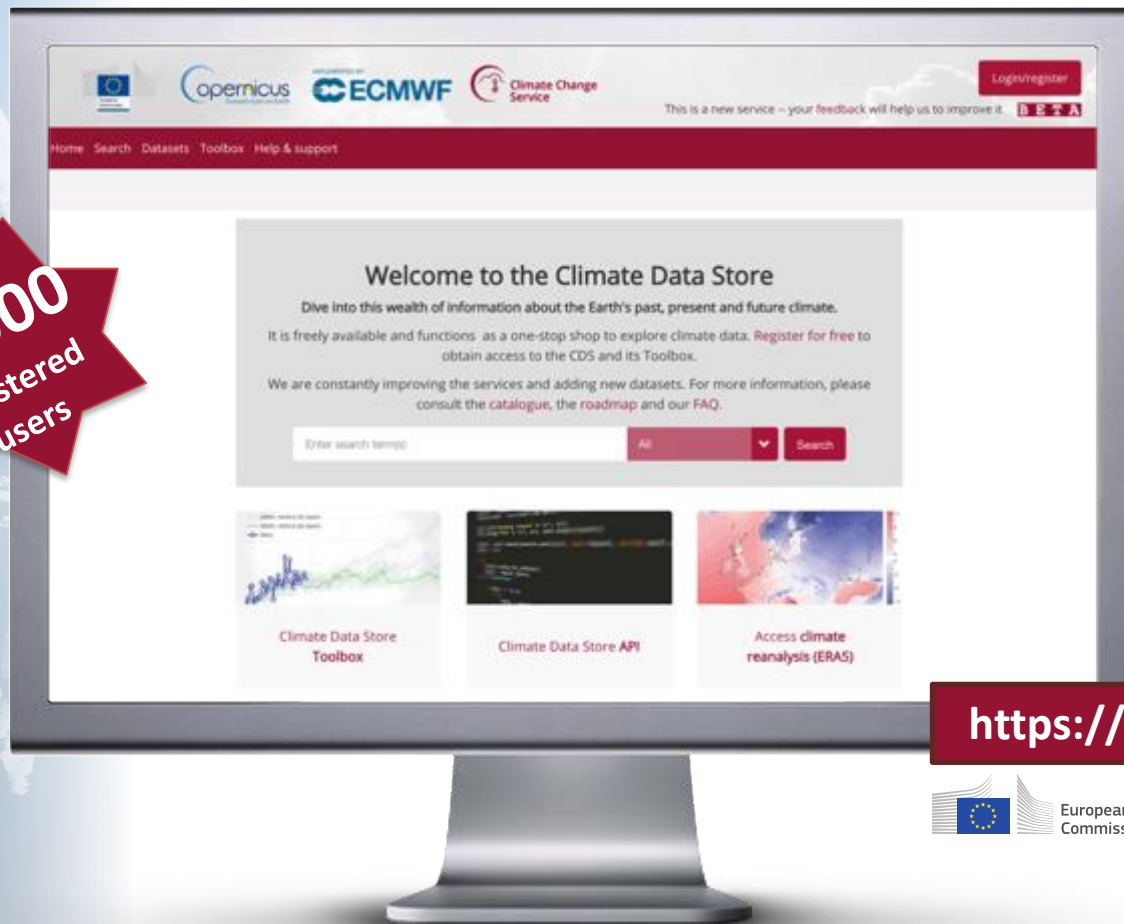 Copernicus
ECMWF
Climate Change
Service
Login/register
This is a new service – your feedback will help us to improve it
BETA
Home Search Datasets Toolbox Help & support
Welcome to the Climate Data Store
Dive into this wealth of information about the Earth's past, present and future climate.
It is freely available and functions as a one-stop shop to explore climate data. Register for free to
obtain access to the CDS and its Toolbox.
We are constantly improving the services and adding new datasets. For more information, please
consult the catalogue, the roadmap and our FAQ.
Enter search term(s)
All
Search
Climate Data Store
Toolbox
Climate Data Store API
Access climate
reanalysis (ERA5)
00
stered
users
https://
European
Commiss